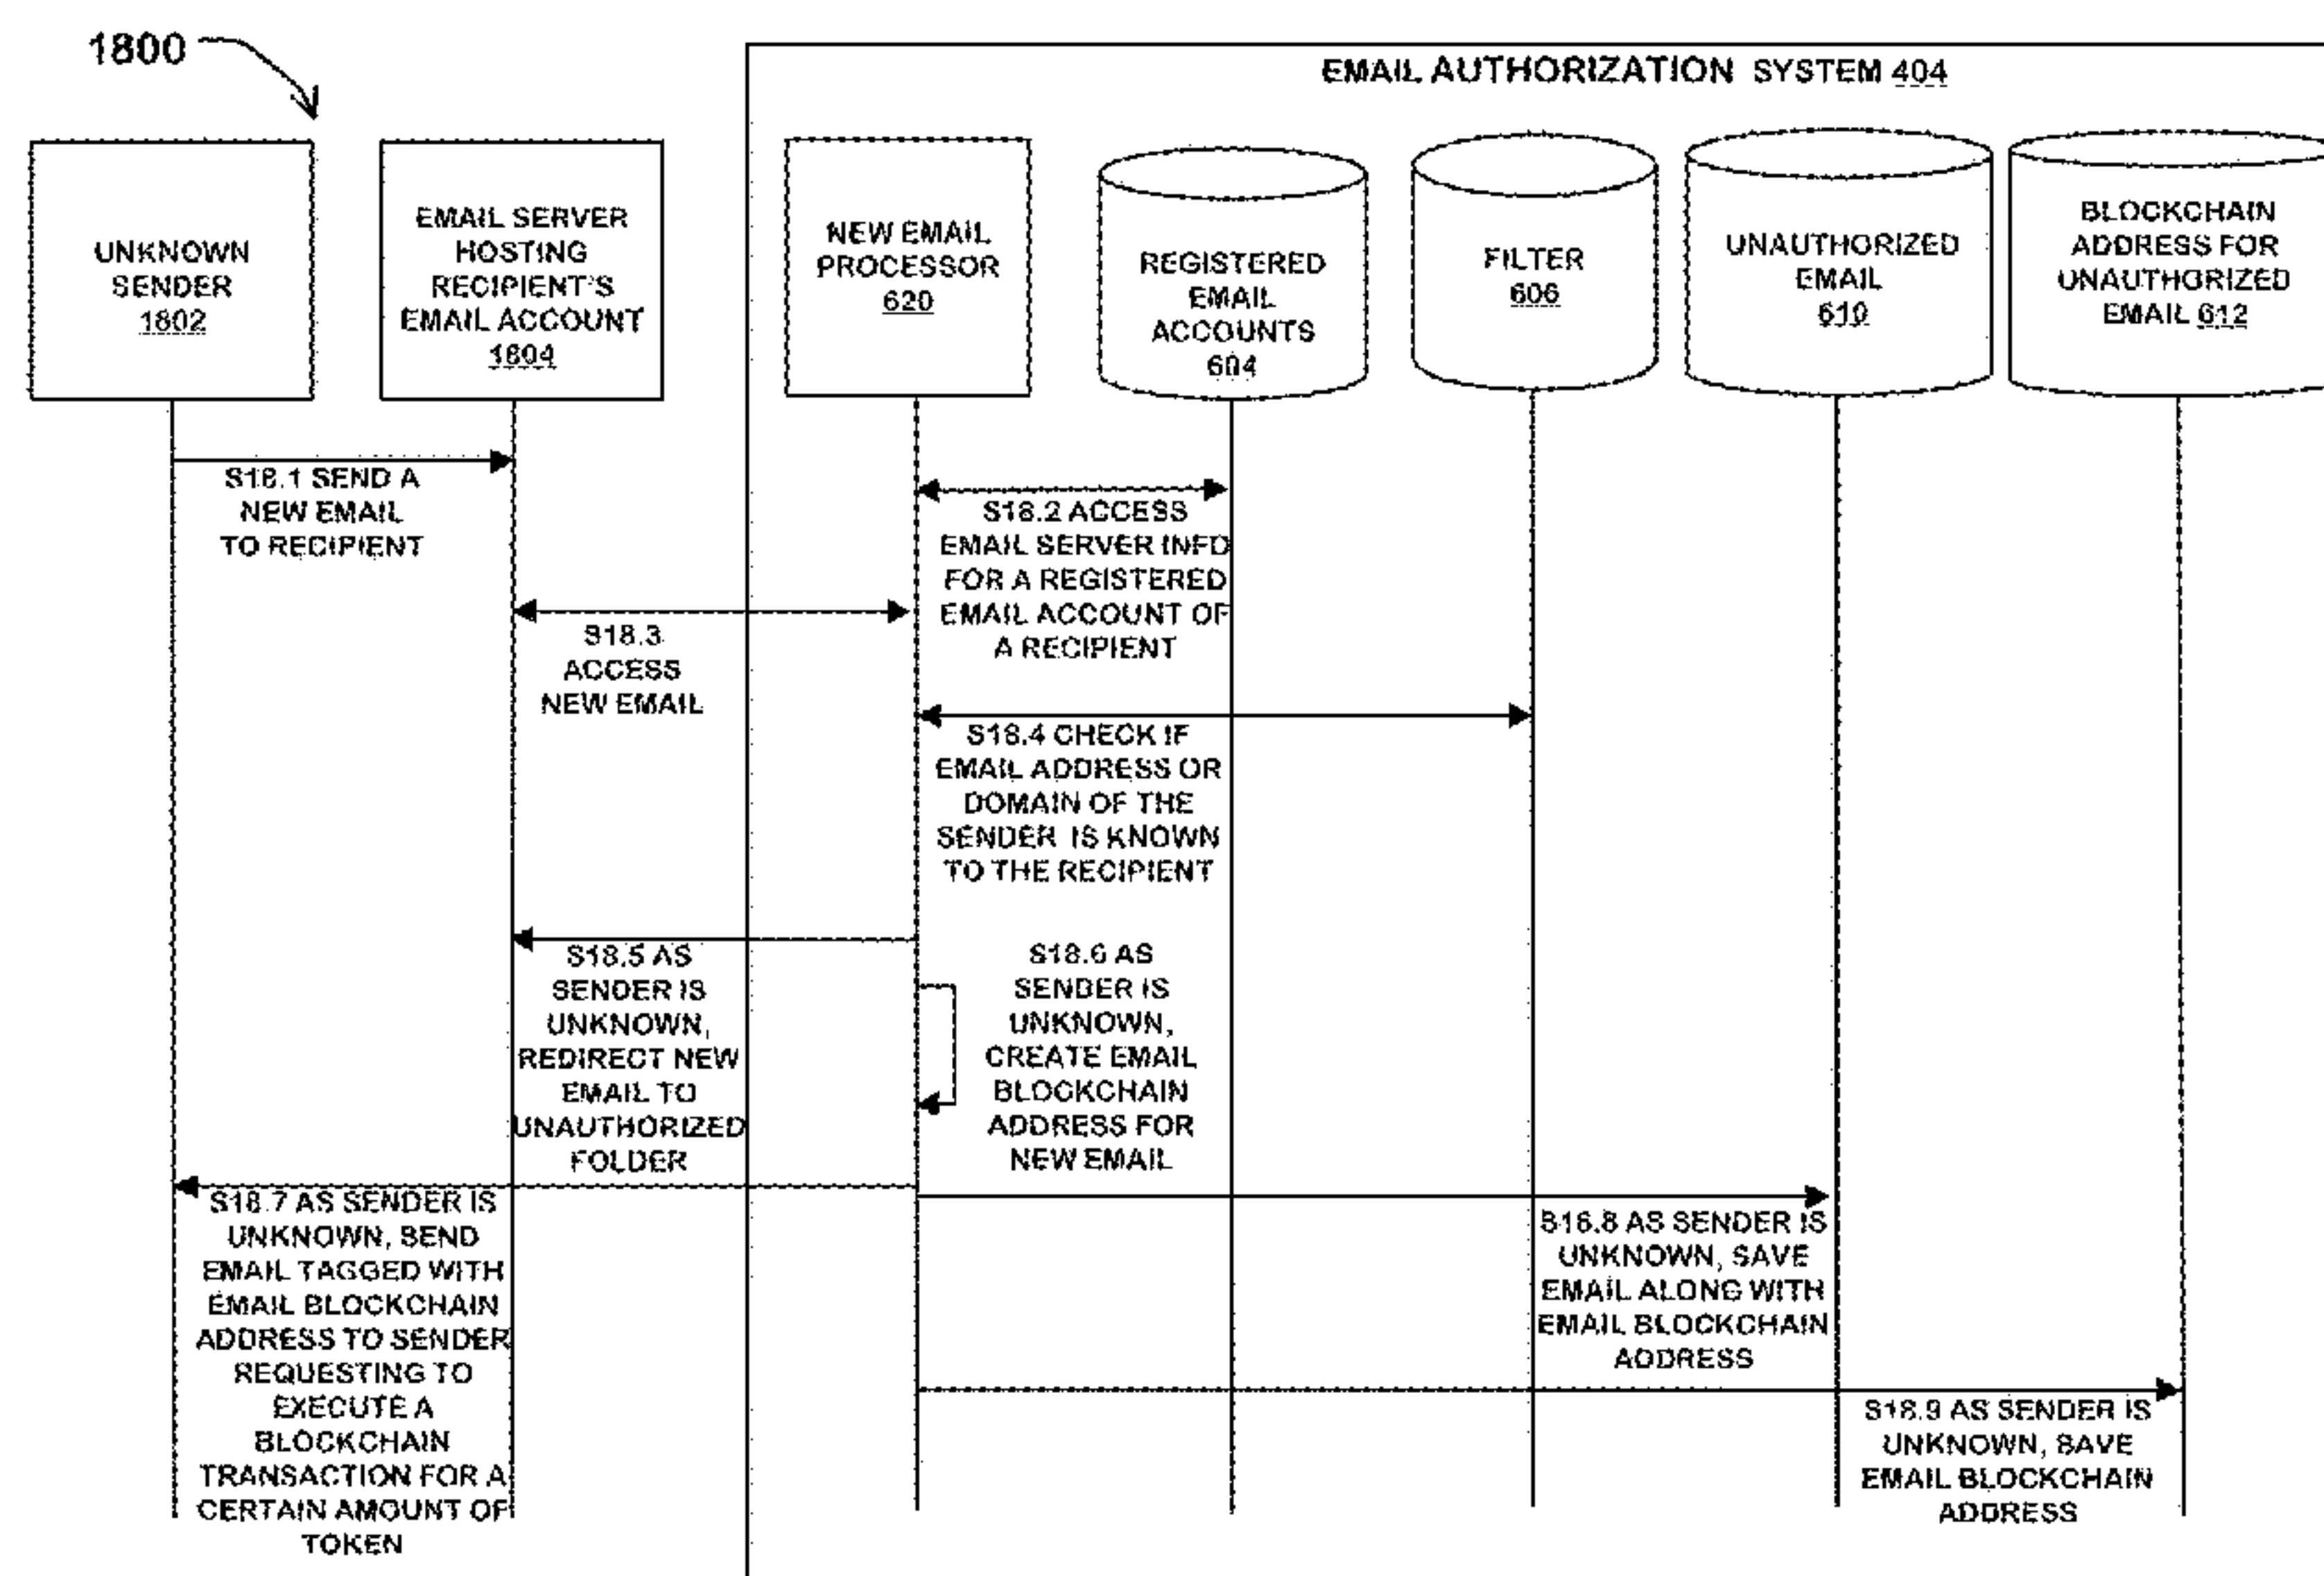 1800
EMAIL AUTHORIZATION SYSTEM 404
UNKNOWN
SENDER
1802
EMAIL SERVER
HOSTING
RECIPIENT'S
EMAIL ACCOUNT
1804
NEW EMAIL
PROCESSOR
620
REGISTERED
EMAIL
ACCOUNTS
604
FILTER
606
UNAUTHORIZED
EMAIL
610
BLOCKCHAIN
ADDRESS FOR
UNAUTHORIZED
EMAIL 612
S18.1 SEND A
NEW EMAIL
TO RECIPIENT
S18.2 ACCESS
EMAIL SERVER INFO
FOR A REGISTERED
EMAIL ACCOUNT OF
A RECIPIENT
S18.3
ACCESS
NEW EMAIL
S18.4 CHECK IF
EMAIL ADDRESS OR
DOMAIN OF THE
SENDER IS KNOWN
TO THE RECIPIENT
S18.5 AS
SENDER IS
UNKNOWN,
REDIRECT NEW
EMAIL TO
UNAUTHORIZED
FOLDER
S18.6 AS
SENDER IS
UNKNOWN,
CREATE EMAIL
BLOCKCHAIN
ADDRESS FOR
NEW EMAIL
S18.7 AS SENDER IS
UNKNOWN, SEND
EMAIL TAGGED WITH
EMAIL BLOCKCHAIN
ADDRESS TO SENDER
REQUESTING TO
EXECUTE A
BLOCKCHAIN
TRANSACTION FOR A
CERTAIN AMOUNT OF
TOKEN
S18.8 AS SENDER IS
UNKNOWN, SAVE
EMAIL ALONG WITH
EMAIL BLOCKCHAIN
ADDRESS
S18.9 AS SENDER IS
UNKNOWN, SAVE
EMAIL BLOCKCHAIN
ADDRESS